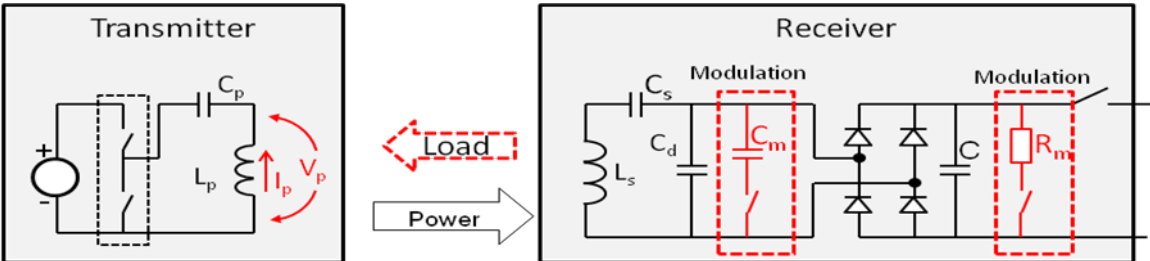 Transmitter
Cp
+
-
Lp
Ip
Vp
Load
Power
Receiver
Modulation
Cs
Cd
Cm
Ls
Modulation
C
Rm